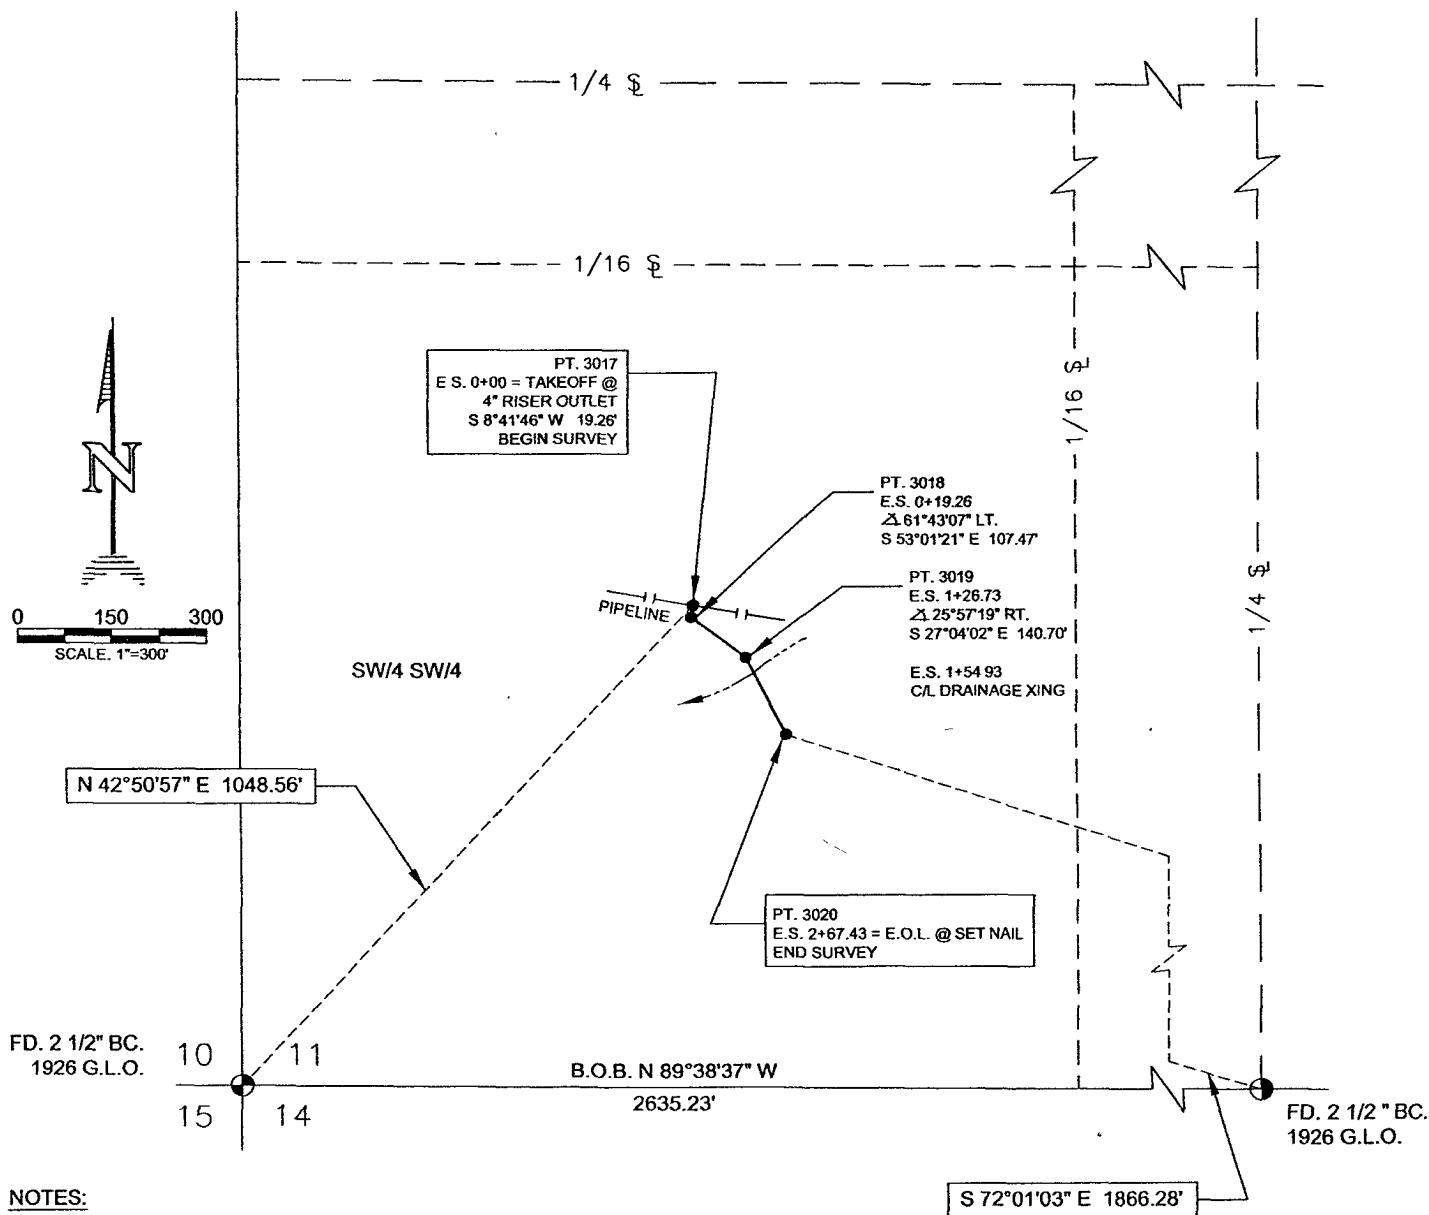 1/4 SL
1/16 SL
PT. 3017
E S. 0+00 = TAKEOFF @
4" RISER OUTLET
S 8°41'46" W 19.26'
BEGIN SURVEY
1/16 SL
N
PT. 3018
E.S. 0+19.26
∡ 61°43'07" LT.
S 53°01'21" E 107.47'
PT. 3019
E.S. 1+26.73
∡ 25°57'19" RT.
S 27°04'02" E 140.70'
E.S. 1+54 93
C/L DRAINAGE XING
1/4 SL
PIPELINE
0 150 300
SCALE. 1"=300'
SW/4 SW/4
N 42°50'57" E 1048.56'
PT. 3020
E.S. 2+67.43 = E.O.L. @ SET NAIL
END SURVEY
FD. 2 1/2" BC.
1926 G.L.O.
10 11
15 14
B.O.B. N 89°38'37" W
2635.23'
FD. 2 1/2 " BC.
1926 G.L.O.
S 72°01'03" E 1866.28'
NOTES: